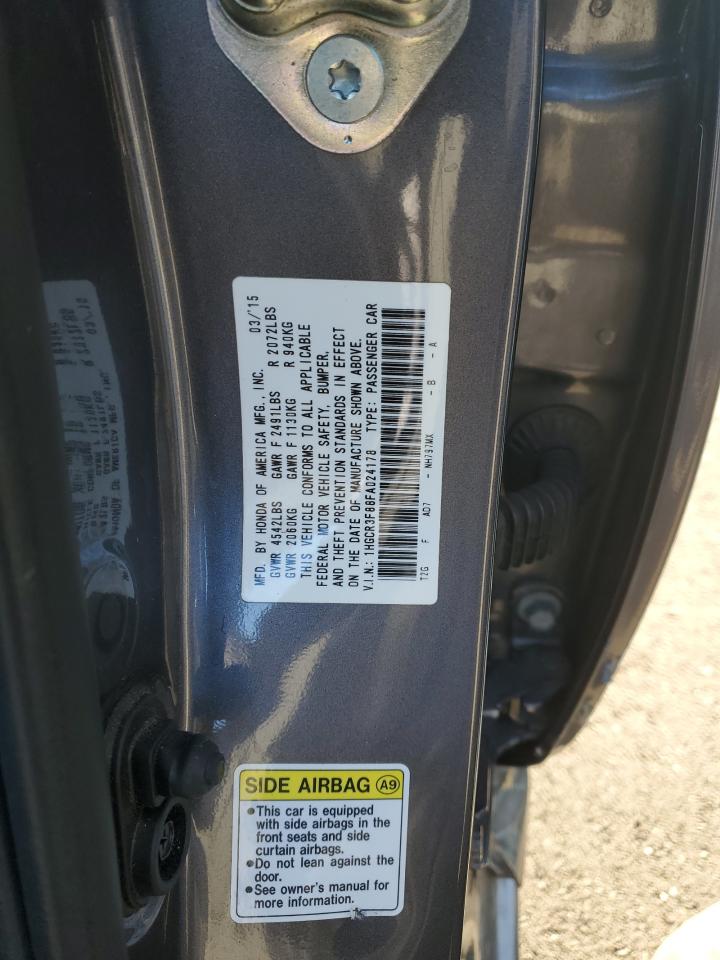 MFD. BY HONDA OF AMERICA MFG., INC. 03/'15
GVWR 4542LBS GAWR F 2491LBS R 2072LBS
GVWR 2060KG GAWR F 1130KG R 940KG
THIS VEHICLE CONFORMS TO ALL APPLICABLE
FEDERAL MOTOR VEHICLE SAFETY, BUMPER,
AND THEFT PREVENTION STANDARDS IN EFFECT
ON THE DATE OF MANUFACTURE SHOWN ABOVE.
V.I.N.: 1HGCR3F88FA024178 TYPE: PASSENGER CAR
T2G F AD7 - NH797MX - B - A
SIDE AIRBAG A9
•This car is equipped
with side airbags in the
front seats and side
curtain airbags.
•Do not lean against the
door.
•See owner's manual for
more information.